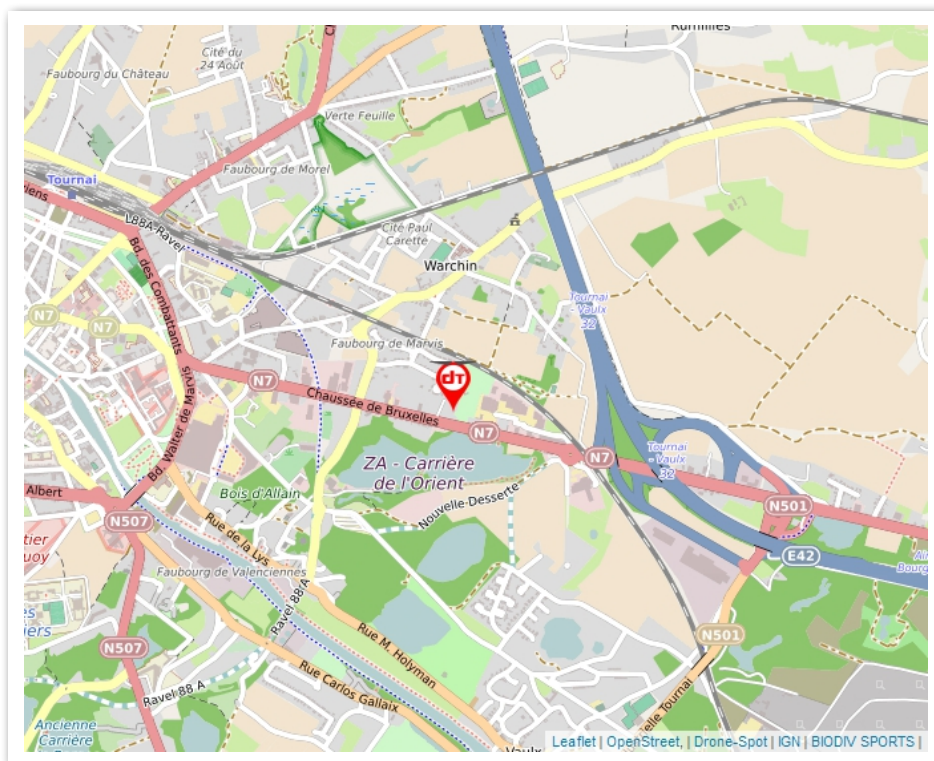 Rumillies
Cité du
24 Août
Faubourg du Château
Verte Feuille
Faubourg de Morel
Tournai
L88A-Ravel
Cité Paul
Carette
Warchin
Bd. des Combattants
N7
N7
Tournai
- Vaulx
32
Faubourg de Marvis
dT
N7
Chaussée de Bruxelles
N7
N7
Bd. Walter de Marvis
ZA - Carrière
de l'Orient
Tournai
- Vaulx
32
Albert
Bois d'Allain
Nouvelle-Desserte
N501
N507
Rue de la Lys
E42
Faubourg de Valenciennes
Ravel 88 A
Rue M. Holyman
N501
N507
Rue Carlos Gallaix
Ravel 88 A
Ancienne
Carrière
Vaulx
elle Tournai
Leaflet | OpenStreet, | Drone-Spot | IGN | BIODIV SPORTS |